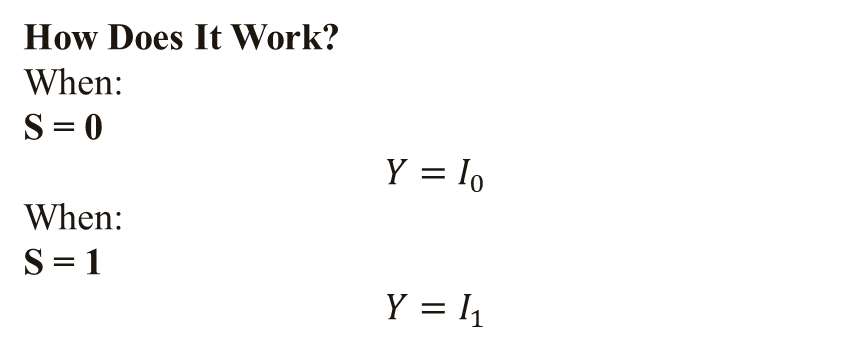 How Does It Work?
When:
S = 0
Y = I₀
When:
S = 1
Y = I₁